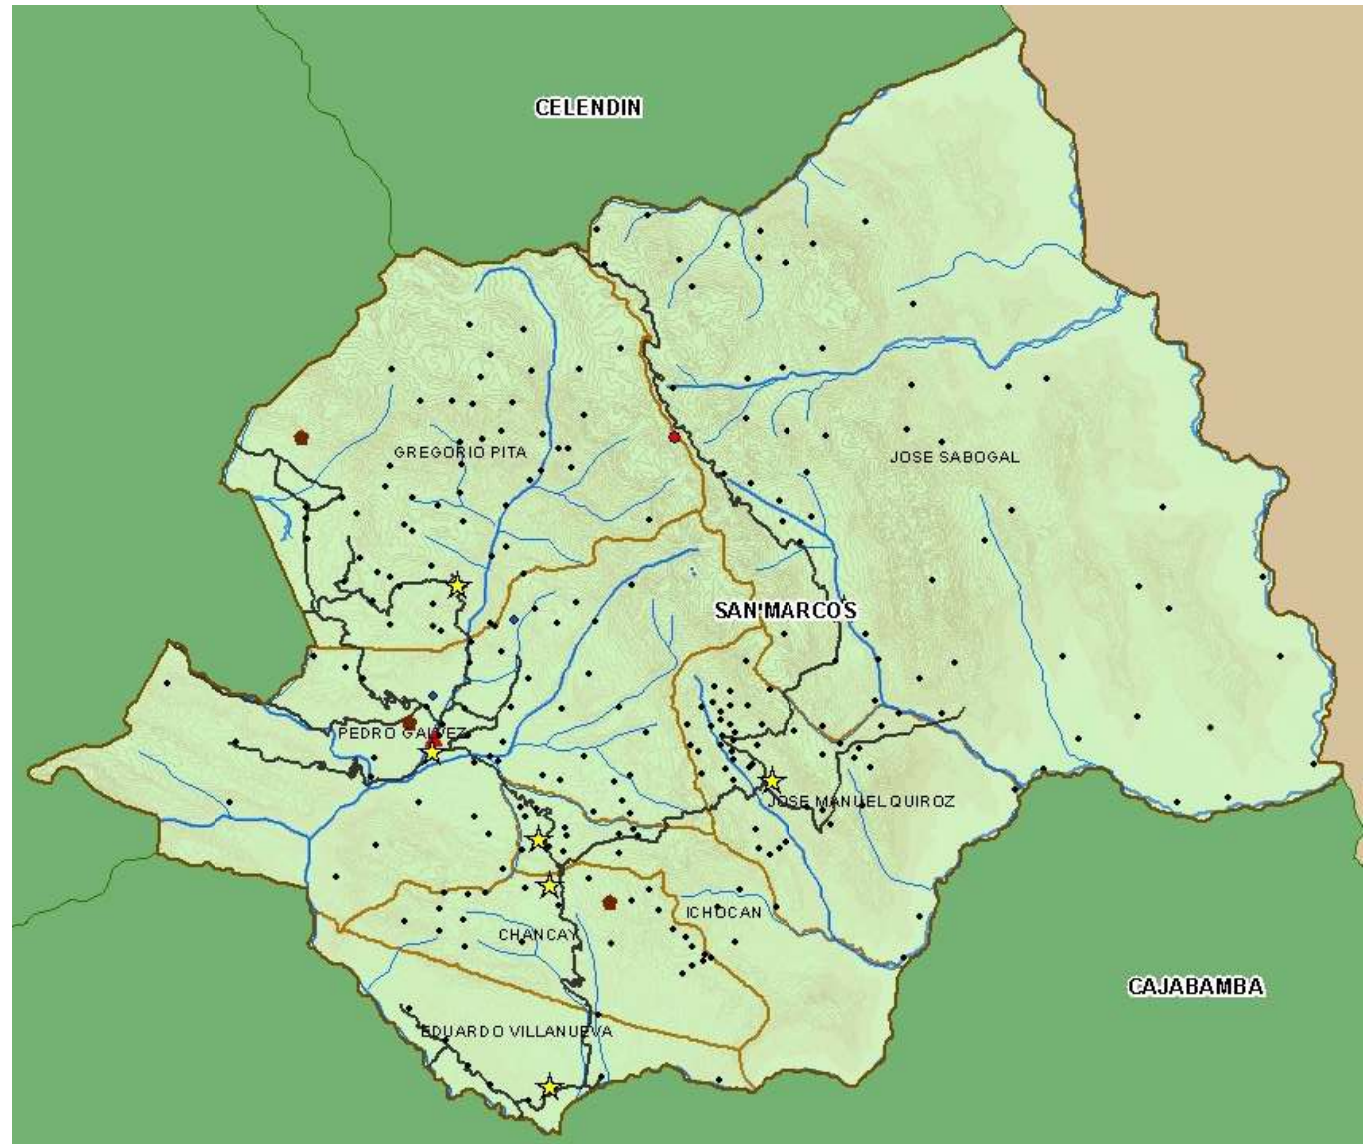 CELENDIN
GREGORIO PITA
JOSE SABOGAL
SAN MARCOS
PEDRO GALVEZ
JOSE MANUEL QUIROZ
ICHOCAN
CHANCAY
CAJABAMBA
EDUARDO VILLANUEVA